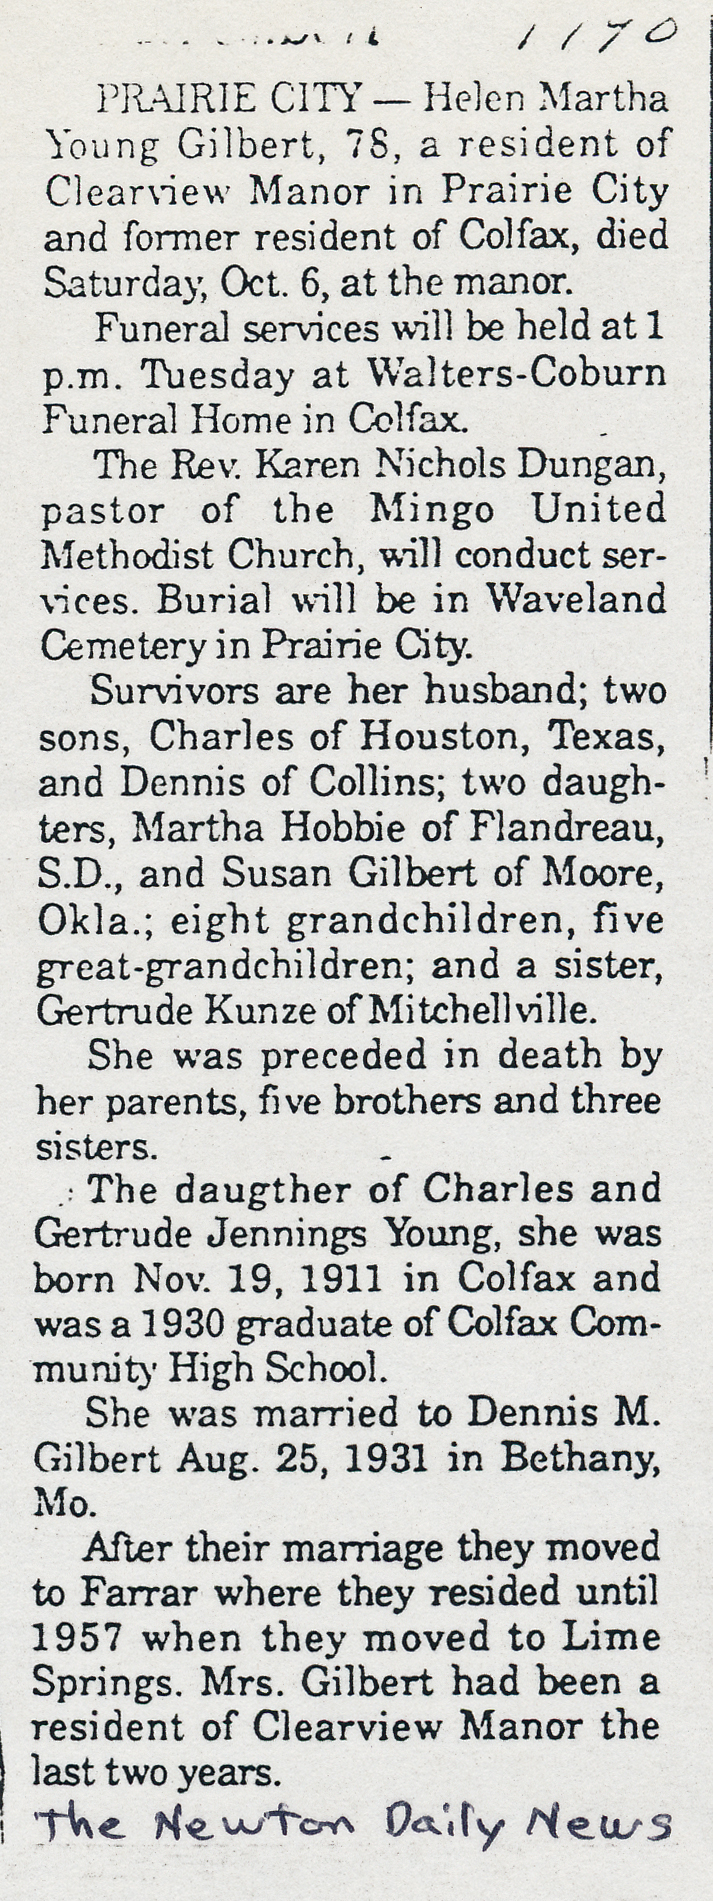 PRAIRIE CITY — Helen Martha
Young Gilbert, 78, a resident of
Clearview Manor in Prairie City
and former resident of Colfax, died
Saturday, Oct. 6, at the manor.
Funeral services will be held at 1
p.m. Tuesday at Walters-Coburn
Funeral Home in Colfax.
The Rev. Karen Nichols Dungan,
pastor of the Mingo United
Methodist Church, will conduct ser-
vices. Burial will be in Waveland
Cemetery in Prairie City.
Survivors are her husband; two
sons, Charles of Houston, Texas,
and Dennis of Collins; two daugh-
ters, Martha Hobbie of Flandreau,
S.D., and Susan Gilbert of Moore,
Okla.; eight grandchildren, five
great-grandchildren; and a sister,
Gertrude Kunze of Mitchellville.
She was preceded in death by
her parents, five brothers and three
sisters.
The daugther of Charles and
Gertrude Jennings Young, she was
born Nov. 19, 1911 in Colfax and
was a 1930 graduate of Colfax Com-
munity High School.
She was married to Dennis M.
Gilbert Aug. 25, 1931 in Bethany,
Mo.
After their marriage they moved
to Farrar where they resided until
1957 when they moved to Lime
Springs. Mrs. Gilbert had been a
resident of Clearview Manor the
last two years.
The Newton Daily News